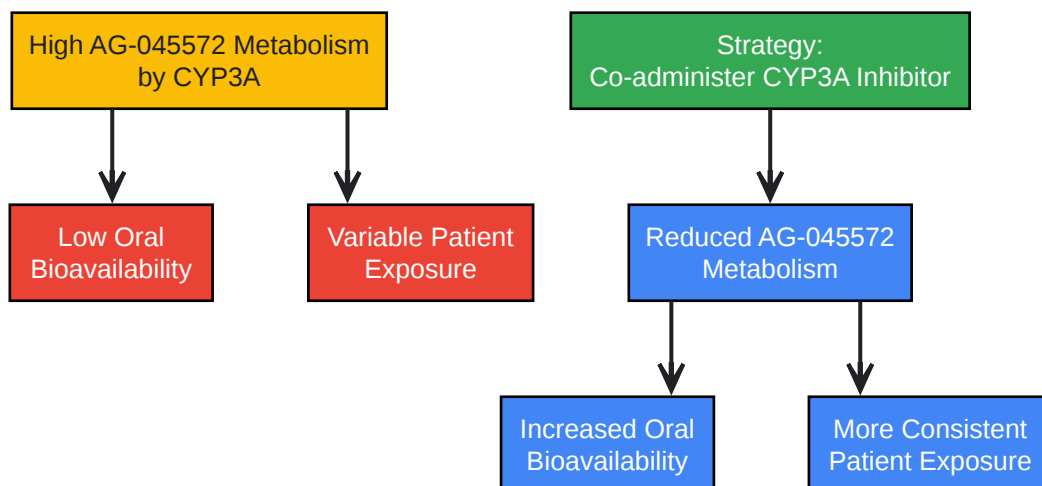 High AG-045572 Metabolism
by CYP3A
Strategy:
Co-administer CYP3A Inhibitor
Low Oral
Bioavailability
Variable Patient
Exposure
Reduced AG-045572
Metabolism
Increased Oral
Bioavailability
More Consistent
Patient Exposure